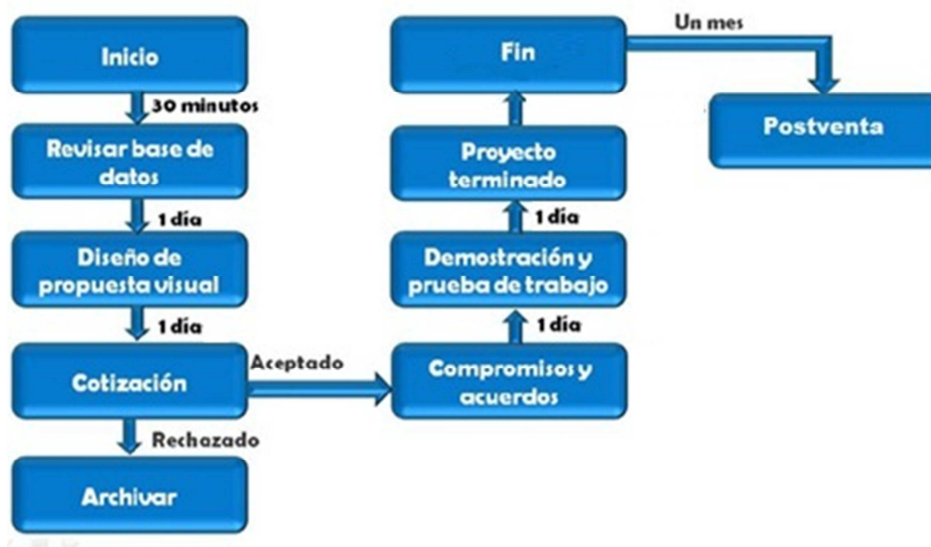 Inicio
30 minutos
Revisar base de
datos
1 día
Diseño de
propuesta visual
1 día
Cotización
Aceptado
Rechazado
Archivar
Compromisos y
acuerdos
1 día
Demostración y
prueba de trabajo
1 día
Proyecto
terminado
Fin
Un mes
Postventa